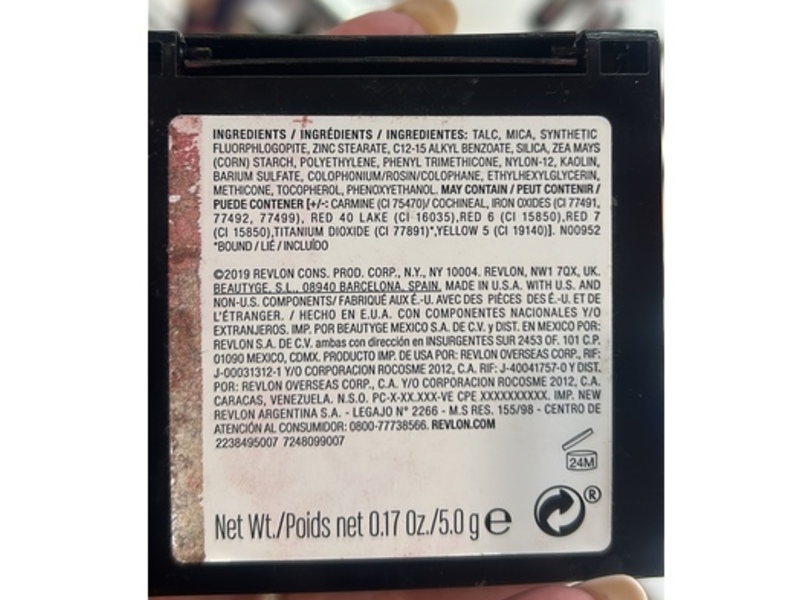 INGREDIENTS / INGRÉDIENTS / INGREDIENTES: TALC, MICA, SYNTHETIC
FLUORPHLOGOPITE, ZINC STEARATE, C12-15 ALKYL BENZOATE, SILICA, ZEA MAYS
(CORN) STARCH, POLYETHYLENE, PHENYL TRIMETHICONE, NYLON-12, KAOLIN,
BARIUM SULFATE, COLOPHONIUM/ROSIN/COLOPHANE, ETHYLHEXYLGLYCERIN,
METHICONE, TOCOPHEROL, PHENOXYETHANOL. MAY CONTAIN / PEUT CONTENIR /
PUEDE CONTENER [+/-: CARMINE (CI 75470)/ COCHINEAL, IRON OXIDES (CI 77491,
77492, 77499), RED 40 LAKE (CI 16035),RED 6 (CI 15850),RED 7
(CI 15850),TITANIUM DIOXIDE (CI 77891)*,YELLOW 5 (CI 19140)]. N00952
*BOUND / LIÉ / INCLUÍDO
©2019 REVLON CONS. PROD. CORP., N.Y., NY 10004. REVLON, NW1 7QX, UK.
BEAUTYGE, S.L., 08940 BARCELONA, SPAIN. MADE IN U.S.A. WITH U.S. AND
NON-U.S. COMPONENTS/ FABRIQUÉ AUX É.-U. AVEC DES PIÈCES DES É.-U. ET DE
L'ÉTRANGER. / HECHO EN E.U.A. CON COMPONENTES NACIONALES Y/O
EXTRANJEROS. IMP. POR BEAUTYGE MEXICO S.A. DE C.V. y DIST. EN MEXICO POR:
REVLON S.A. DE C.V. ambas con dirección en INSURGENTES SUR 2453 OF. 101 C.P.
01090 MEXICO, CDMX. PRODUCTO IMP. DE USA POR: REVLON OVERSEAS CORP., RIF:
J-00031312-1 Y/O CORPORACION ROCOSME 2012, C.A. RIF: J-40041757-0 Y DIST.
POR: REVLON OVERSEAS CORP., C.A. Y/O CORPORACION ROCOSME 2012, C.A.
CARACAS, VENEZUELA. N.S.O. PC-X-XX.XXX-VE CPE XXXXXXXXXX. IMP. NEW
REVLON ARGENTINA S.A. - LEGAJO N° 2266 - M.S RES. 155/98 - CENTRO DE
ATENCIÓN AL CONSUMIDOR: 0800-77738566. REVLON.COM
2238495007 7248099007
24M
Net Wt./Poids net 0.17 Oz./5.0 g e
®